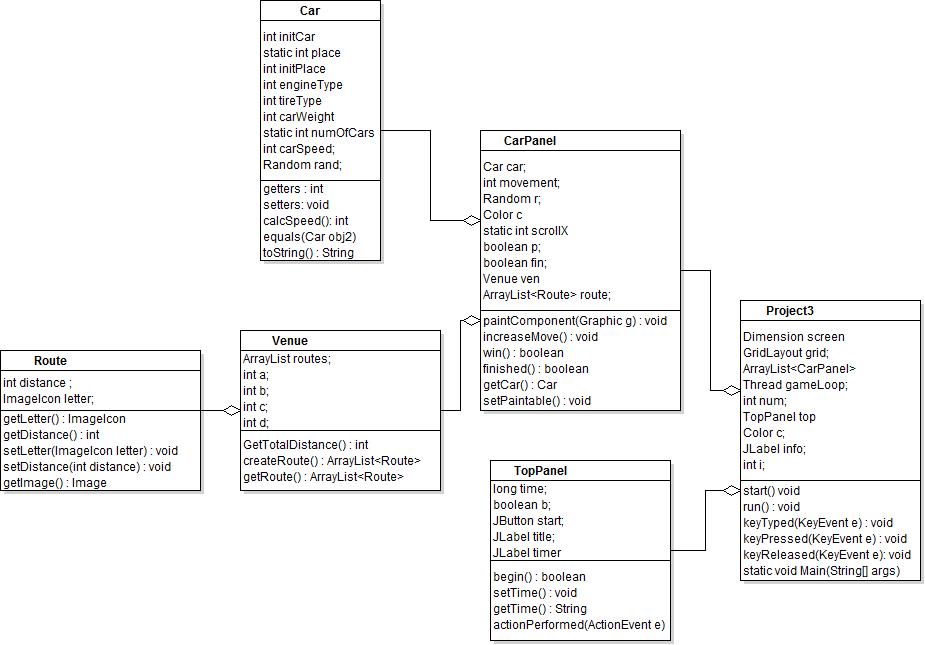 Car
int initCar
static int place
int initPlace
int engineType
int tireType
int carWeight
static int numOfCars
int carSpeed;
Random rand;
getters : int
setters: void
calcSpeed(): int
equals(Car obj2)
toString() : String
CarPanel
Car car;
int movement;
Random r;
Color c
static int scrollX
boolean p;
boolean fin;
Venue ven
ArrayList<Route> route;
paintComponent(Graphic g) : void
increaseMove() : void
win() : boolean
finished() : boolean
getCar() : Car
setPaintable() : void
Route
int distance ;
ImageIcon letter;
getLetter() : ImageIcon
getDistance() : int
setLetter(ImageIcon letter) : void
setDistance(int distance) : void
getImage() : Image
Venue
ArrayList routes;
int a;
int b;
int c;
int d;
GetTotalDistance() : int
createRoute() : ArrayList<Route>
getRoute() : ArrayList<Route>
Project3
Dimension screen
GridLayout grid;
ArrayList<CarPanel>
Thread gameLoop;
int num;
TopPanel top
Color c;
JLabel info;
int i;
start() void
run() : void
keyTyped(KeyEvent e) : void
keyPressed(KeyEvent e) : void
keyReleased(KeyEvent e): void
static void Main(String[] args)
TopPanel
long time;
boolean b;
JButton start;
JLabel title;
JLabel timer
begin() : boolean
setTime() : void
getTime() : String
actionPerformed(ActionEvent e)